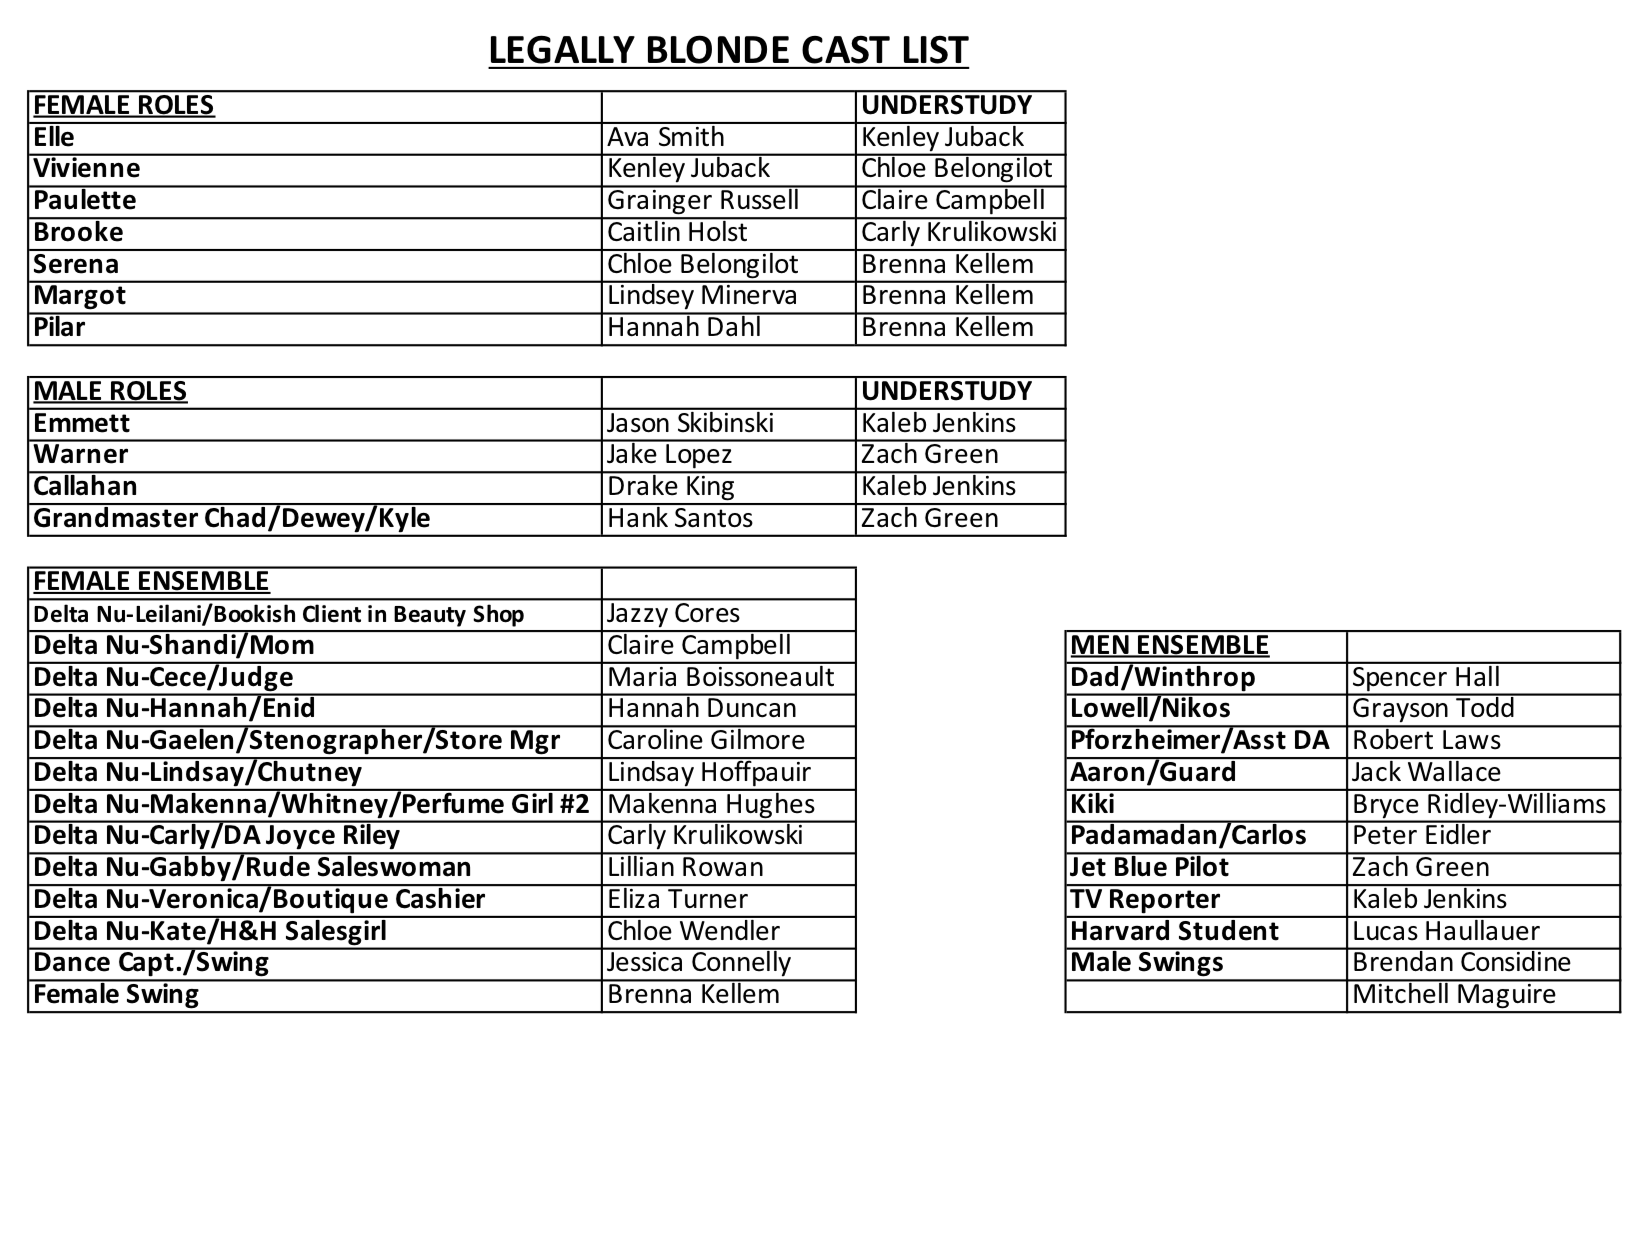 LEGALLY BLONDE CAST LIST
FEMALE ROLES UNDERSTUDY
Elle Ava Smith Kenley Juback
Vivienne Kenley Juback Chloe Belongilot
Paulette Grainger Russell Claire Campbell
Brooke Caitlin Holst Carly Krulikowski
Serena Chloe Belongilot Brenna Kellem
Margot Lindsey Minerva Brenna Kellem
Pilar Hannah Dahl Brenna Kellem
MALE ROLES UNDERSTUDY
Emmett Jason Skibinski Kaleb Jenkins
Warner Jake Lopez Zach Green
Callahan Drake King Kaleb Jenkins
Grandmaster Chad/Dewey/Kyle Hank Santos Zach Green
FEMALE ENSEMBLE
Delta Nu-Leilani/Bookish Client in Beauty Shop Jazzy Cores
Delta Nu-Shandi/Mom Claire Campbell
Delta Nu-Cece/Judge Maria Boissoneault
Delta Nu-Hannah/Enid Hannah Duncan
Delta Nu-Gaelen/Stenographer/Store Mgr Caroline Gilmore
Delta Nu-Lindsay/Chutney Lindsay Hoffpauir
Delta Nu-Makenna/Whitney/Perfume Girl #2 Makenna Hughes
Delta Nu-Carly/DA Joyce Riley Carly Krulikowski
Delta Nu-Gabby/Rude Saleswoman Lillian Rowan
Delta Nu-Veronica/Boutique Cashier Eliza Turner
Delta Nu-Kate/H&H Salesgirl Chloe Wendler
Dance Capt./Swing Jessica Connelly
Female Swing Brenna Kellem
MEN ENSEMBLE
Dad/Winthrop Spencer Hall
Lowell/Nikos Grayson Todd
Pforzheimer/Asst DA Robert Laws
Aaron/Guard Jack Wallace
Kiki Bryce Ridley-Williams
Padamadan/Carlos Peter Eidler
Jet Blue Pilot Zach Green
TV Reporter Kaleb Jenkins
Harvard Student Lucas Haullauer
Male Swings Brendan Considine
Mitchell Maguire